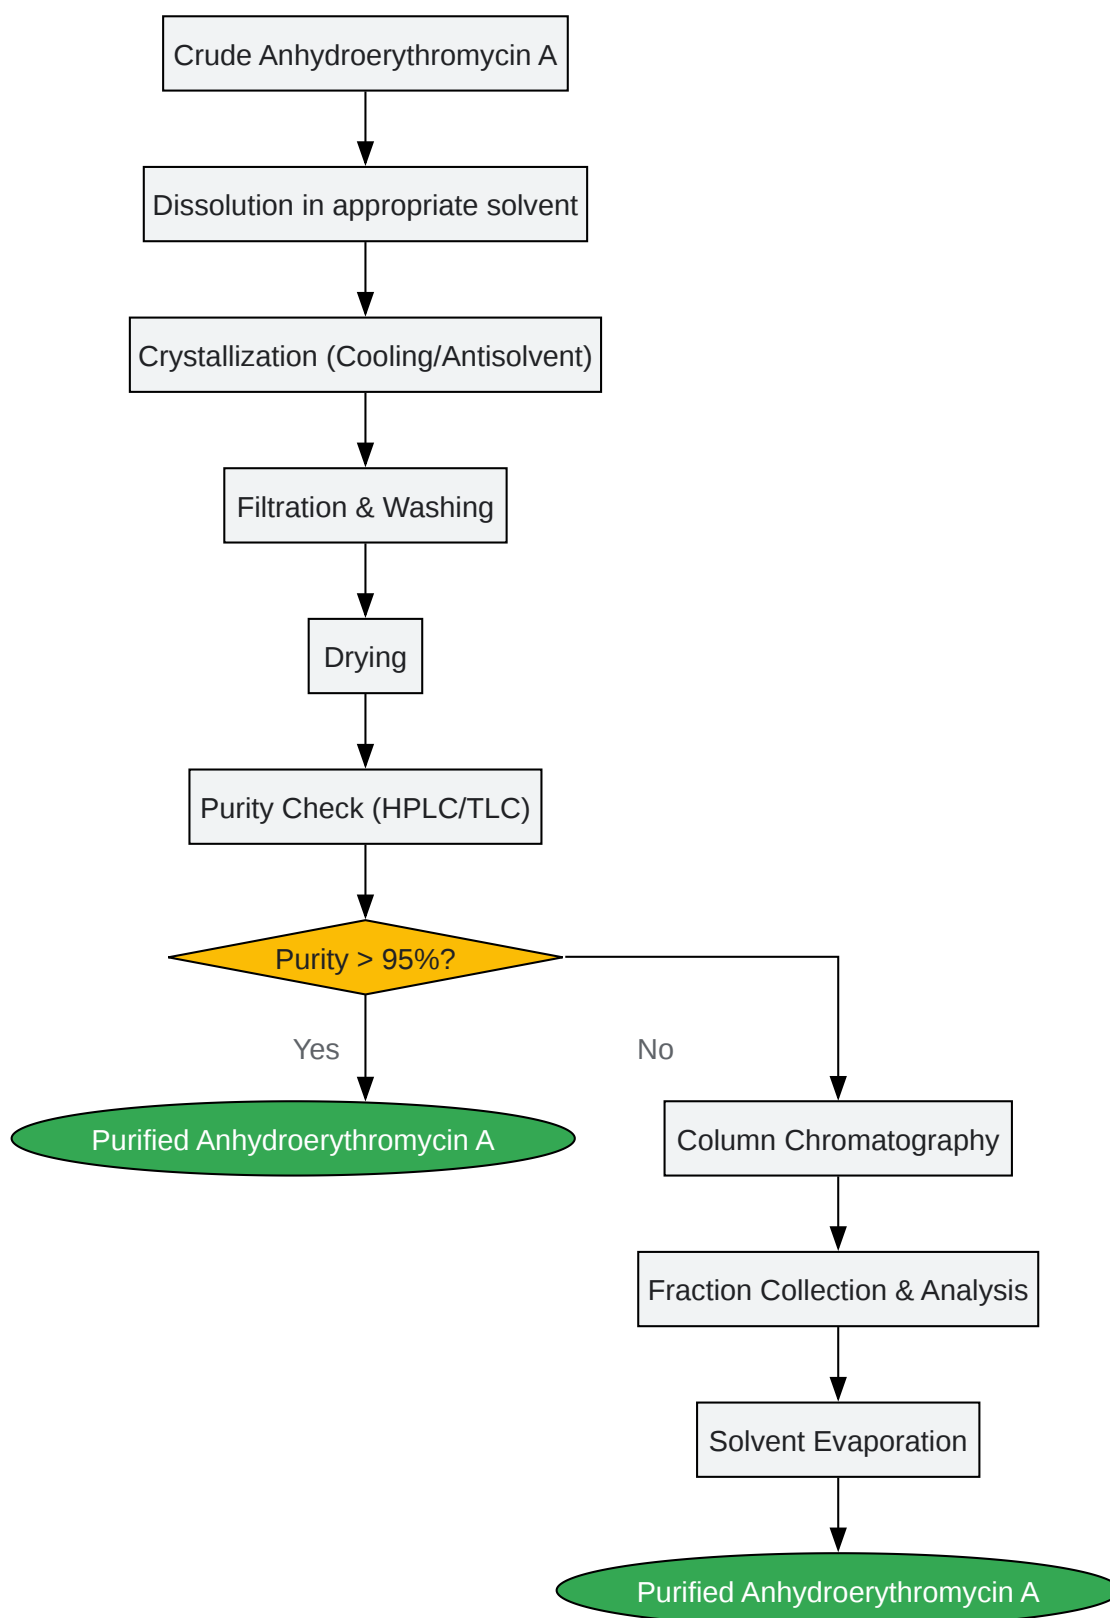 Crude Anhydroerythromycin A
Dissolution in appropriate solvent
Crystallization (Cooling/Antisolvent)
Filtration & Washing
Drying
Purity Check (HPLC/TLC)
Purity > 95%?
Yes
No
Purified Anhydroerythromycin A
Column Chromatography
Fraction Collection & Analysis
Solvent Evaporation
Purified Anhydroerythromycin A